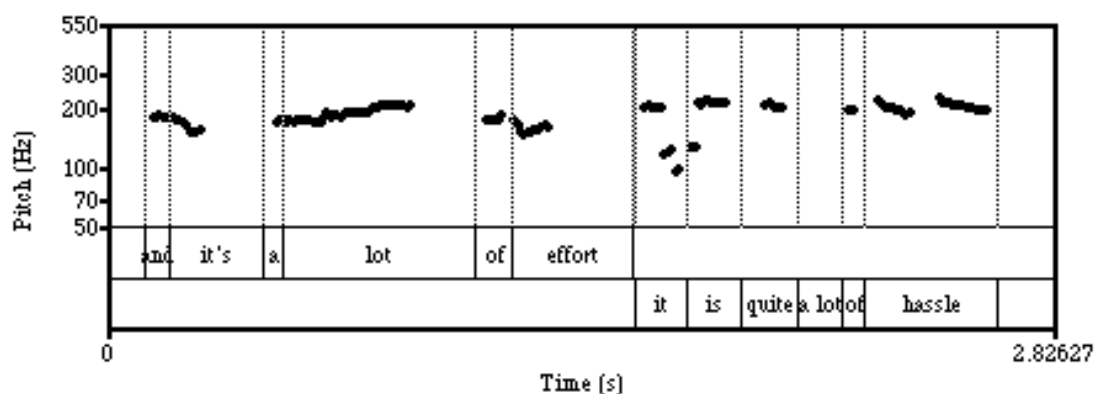 550
300
200
100
70
50
Pitch (Hz)
and it's a lot of effort
it is quite a lot of hassle
0 2.82627
Time (s)